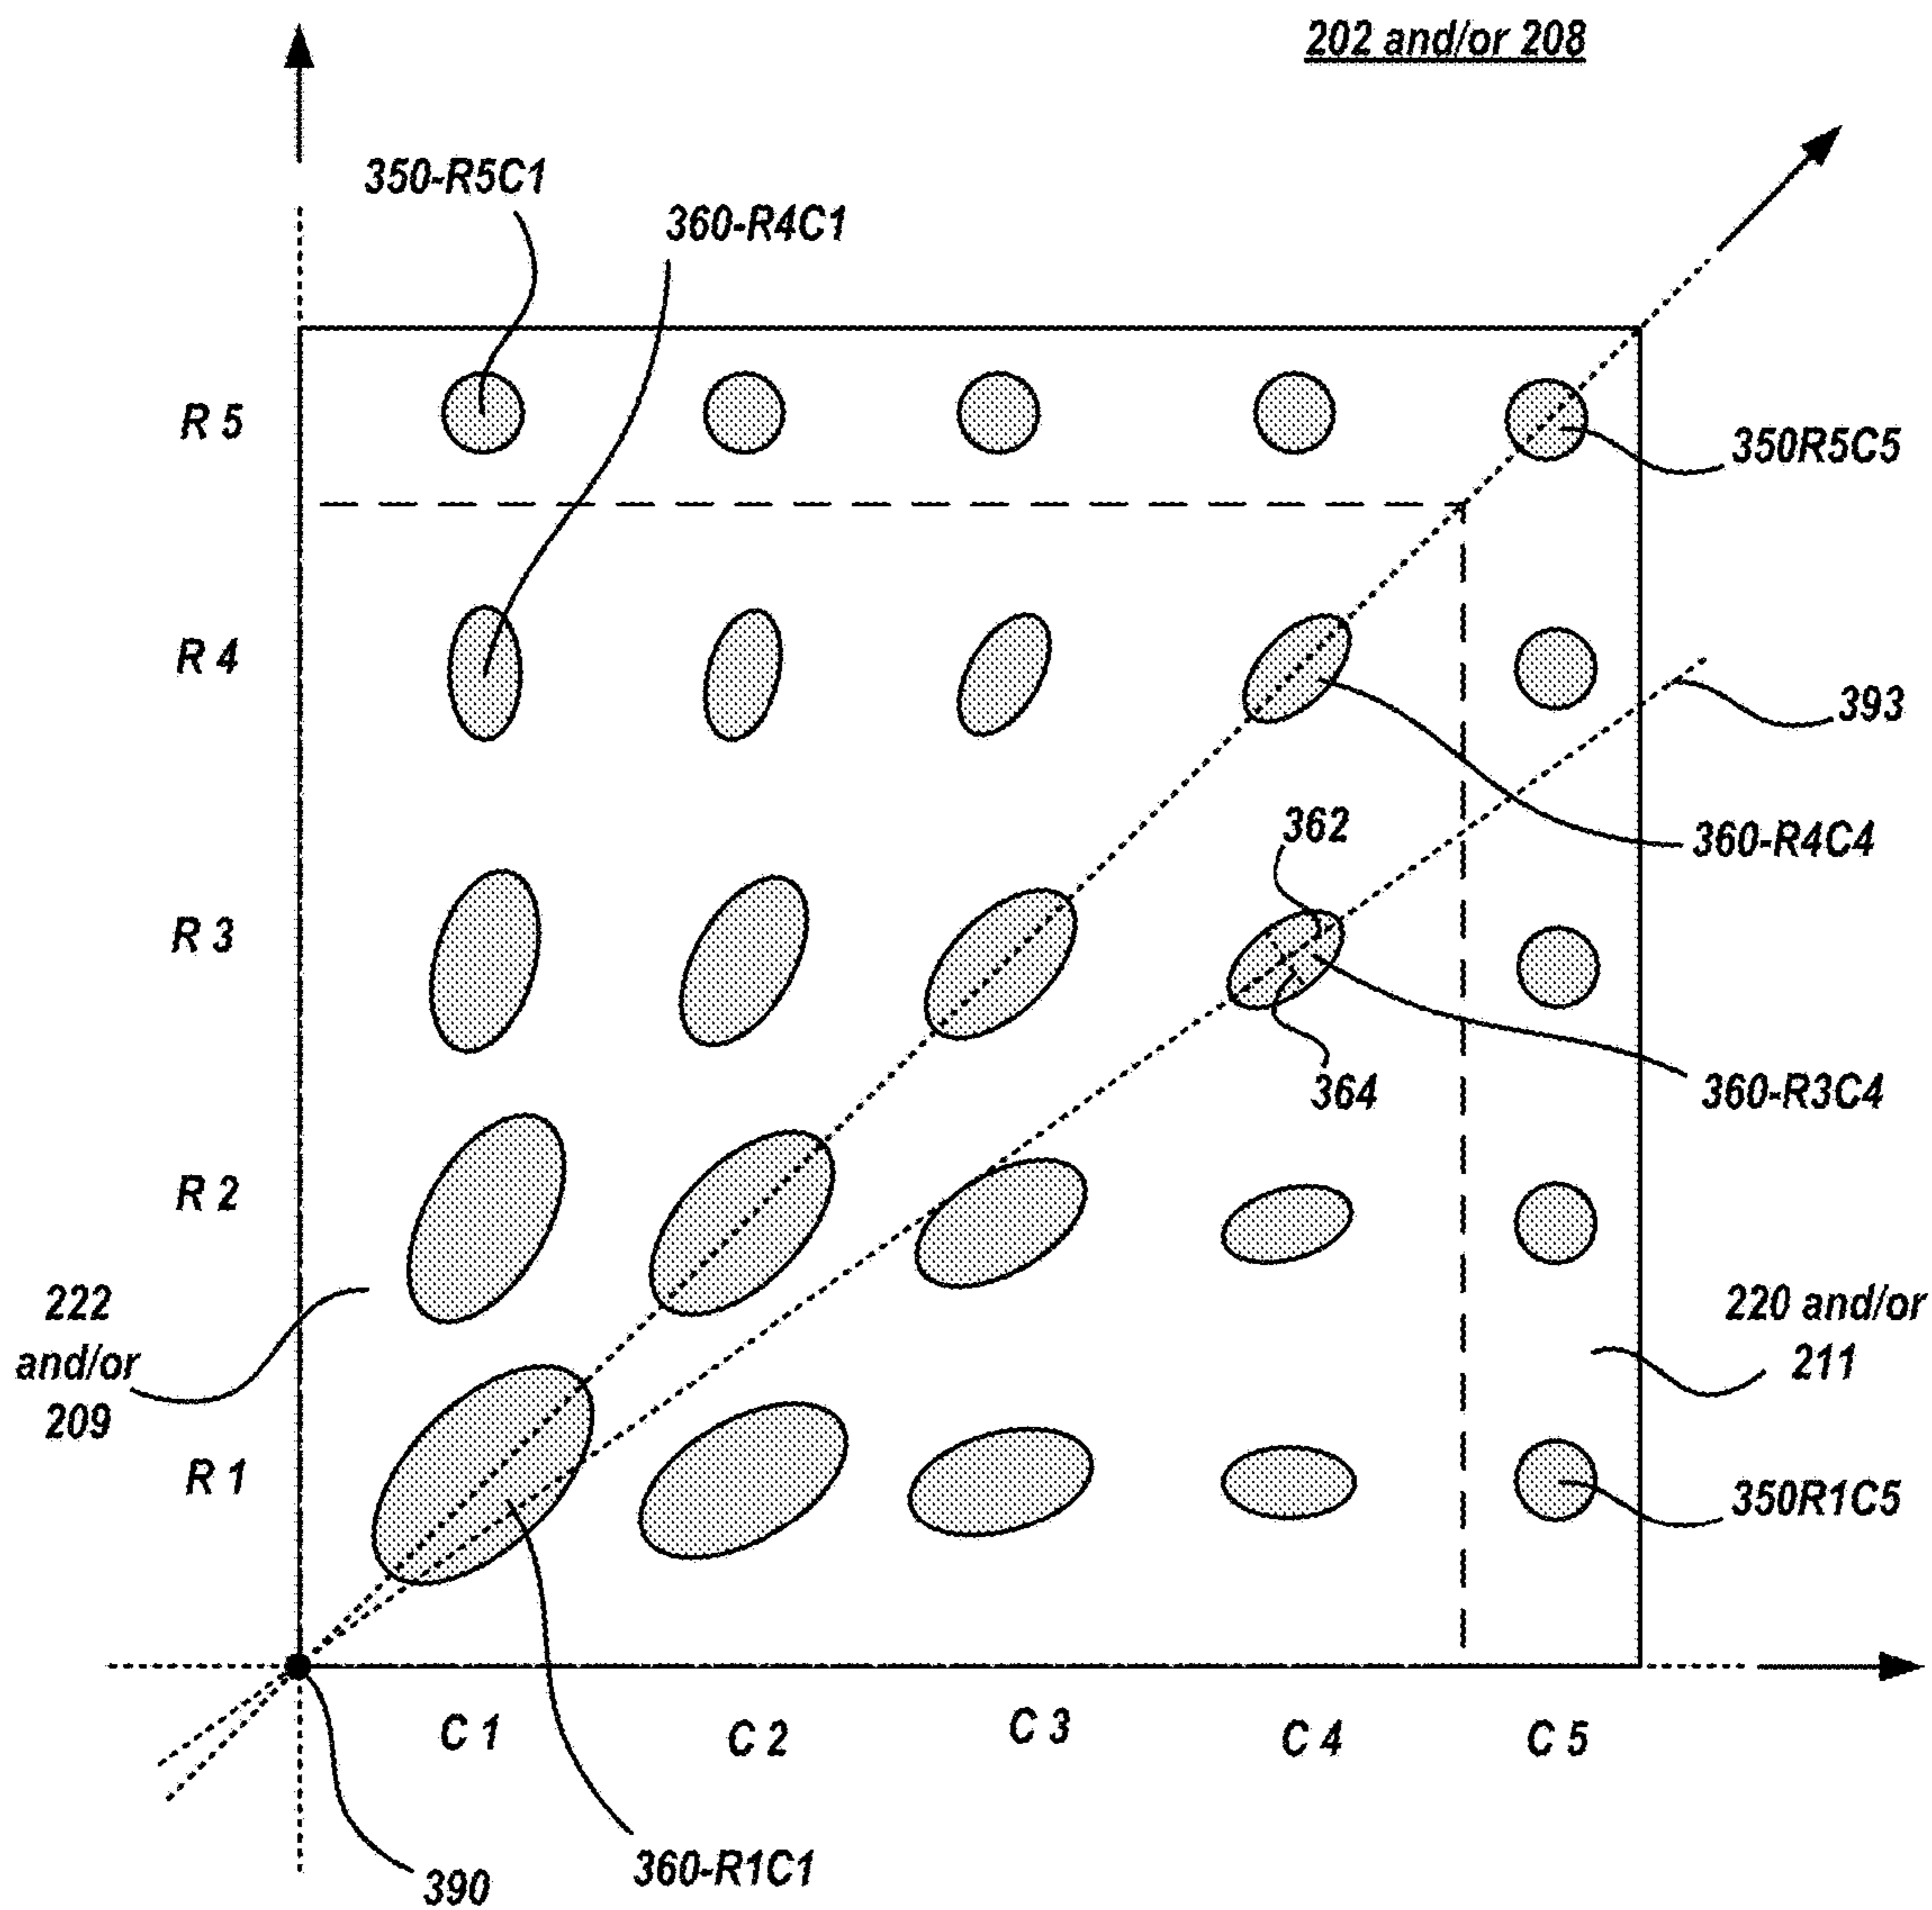 202 and/or 208
350-R5C1
360-R4C1
R 5
350R5C5
R 4
393
362
360-R4C4
R 3
364
360-R3C4
R 2
222
and/or
209
220 and/or
211
R 1
350R1C5
C 1
C 2
C 3
C 4
C 5
360-R1C1
390